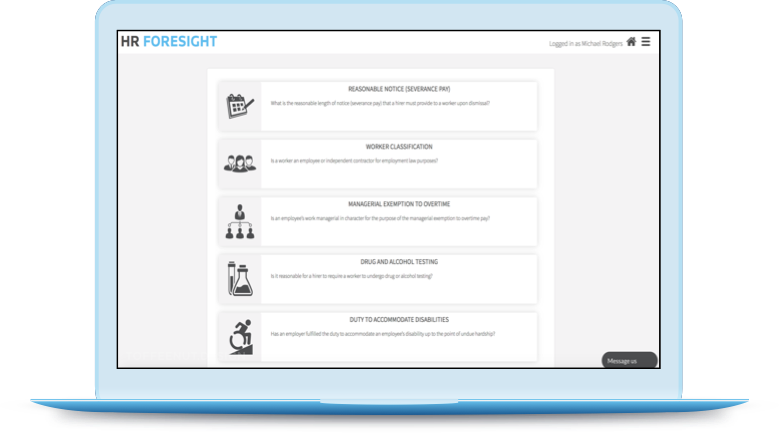 HR FORESIGHT
Logged in as Michael Rodgers
REASONABLE NOTICE (SEVERANCE PAY)
What is the reasonable length of notice (severance pay) that a hirer must provide to a worker upon dismissal?
WORKER CLASSIFICATION
Is a worker an employee or independent contractor for employment law purposes?
MANAGERIAL EXEMPTION TO OVERTIME
Is an employee's work managerial in character for the purpose of the managerial exemption to overtime pay?
DRUG AND ALCOHOL TESTING
Is it reasonable for a hirer to require a worker to undergo drug or alcohol testing?
DUTY TO ACCOMMODATE DISABILITIES
Has an employer fulfilled the duty to accommodate an employee's disability up to the point of undue hardship?
Message us